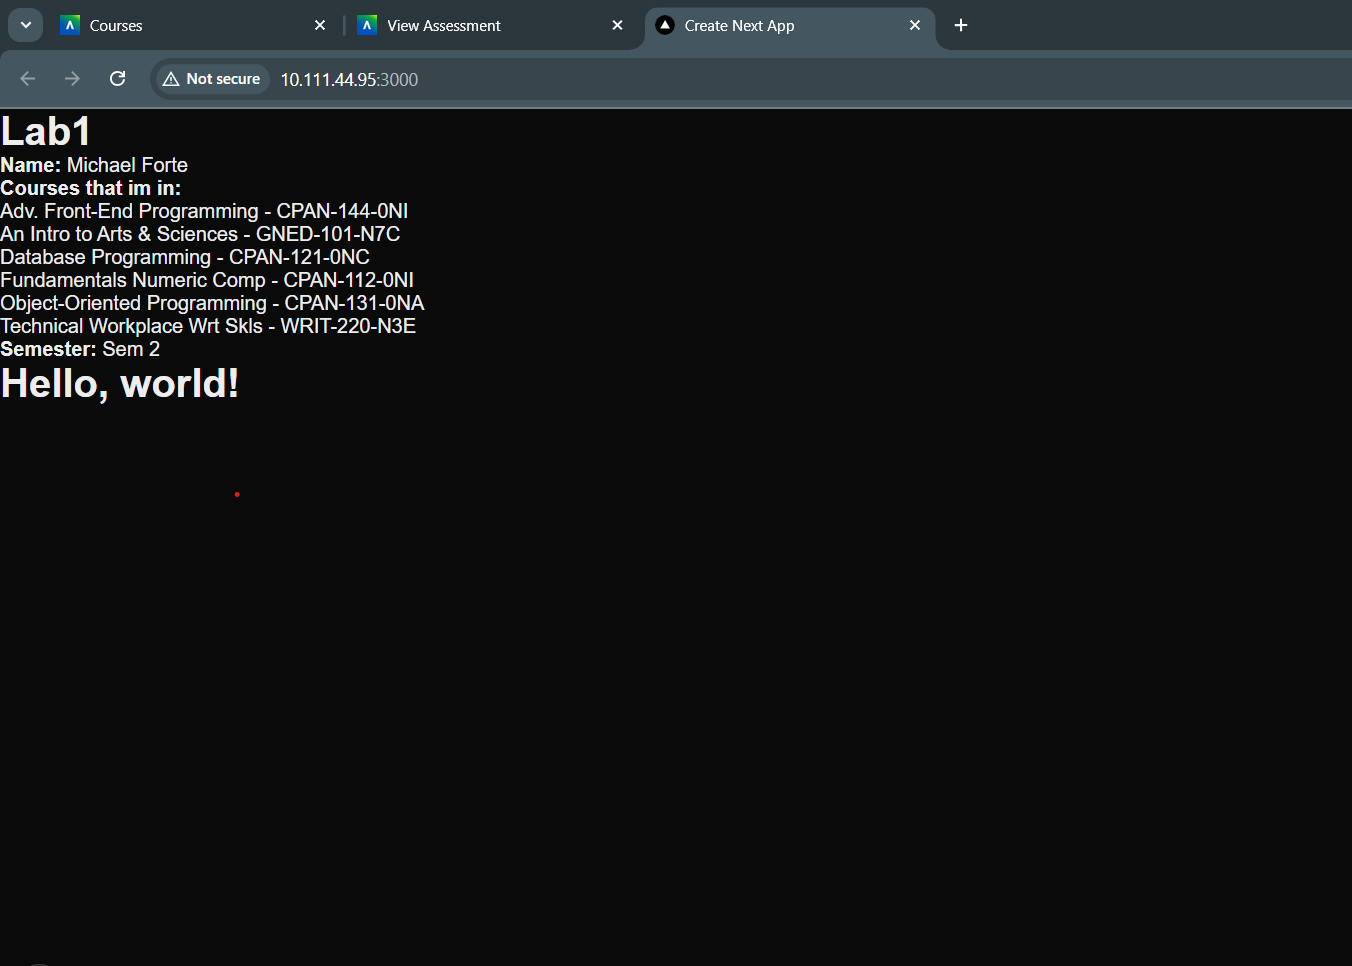 Courses
View Assessment
Create Next App
Not secure
10.111.44.95:3000
Lab1
Name: Michael Forte
Courses that im in:
Adv. Front-End Programming - CPAN-144-0NI
An Intro to Arts & Sciences - GNED-101-N7C
Database Programming - CPAN-121-0NC
Fundamentals Numeric Comp - CPAN-112-0NI
Object-Oriented Programming - CPAN-131-0NA
Technical Workplace Wrt Skls - WRIT-220-N3E
Semester: Sem 2
Hello, world!